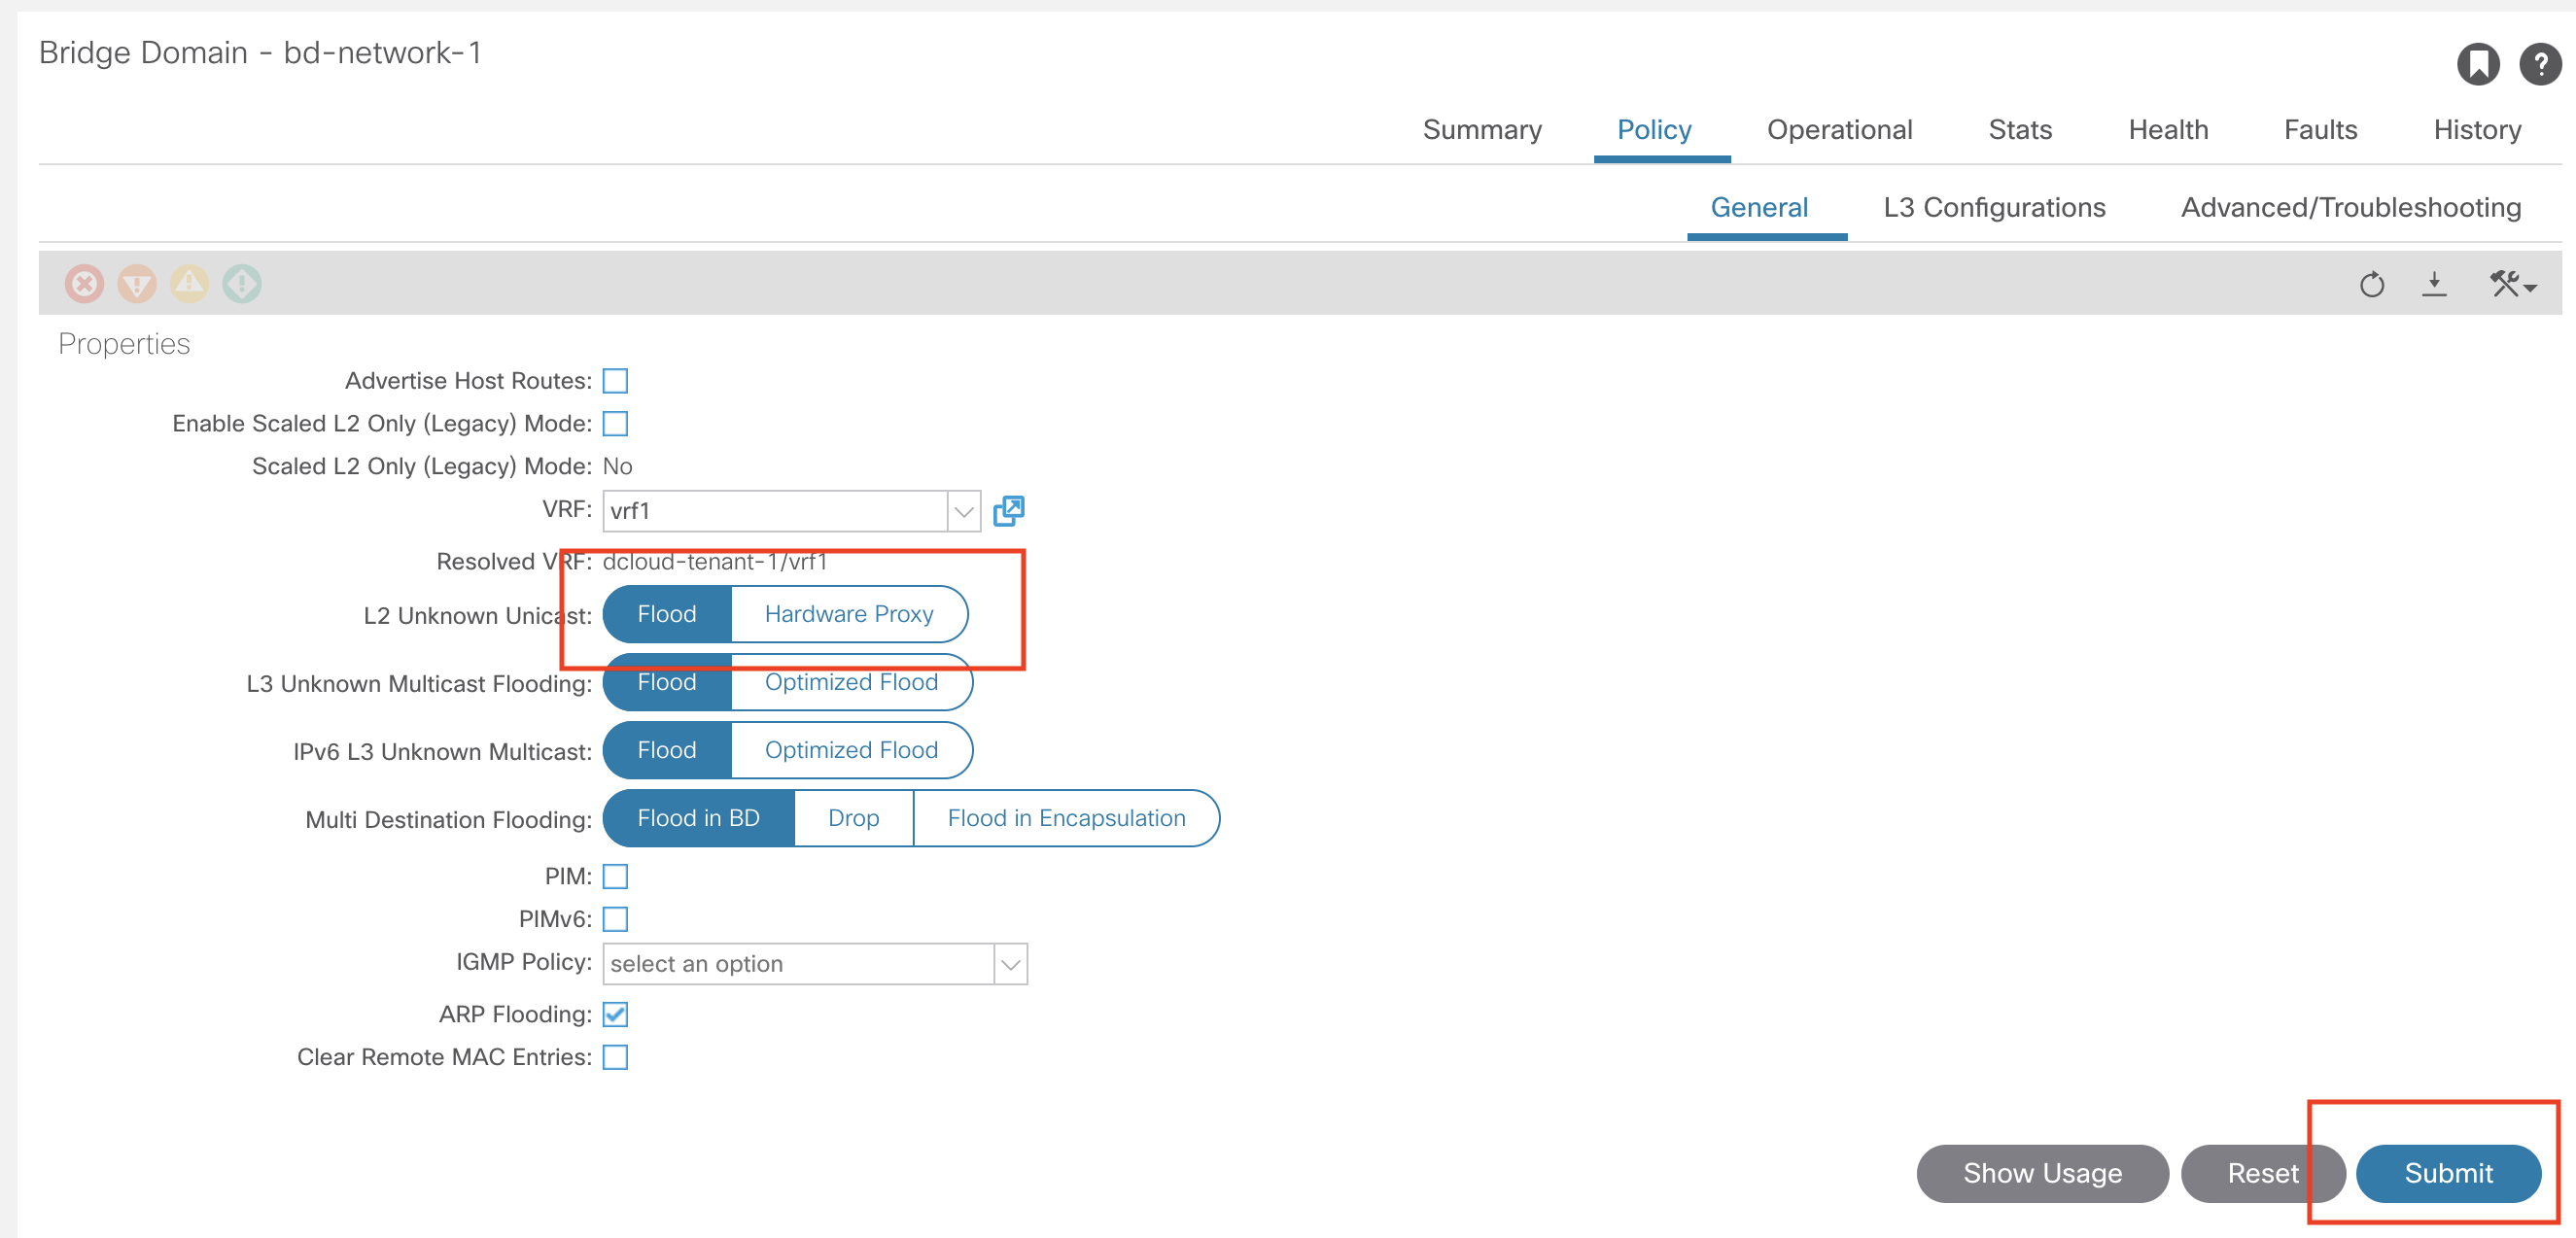 Bridge Domain - bd-network-1
Summary Policy Operational Stats Health Faults History
General L3 Configurations Advanced/Troubleshooting
Properties
Advertise Host Routes:
Enable Scaled L2 Only (Legacy) Mode:
Scaled L2 Only (Legacy) Mode: No
VRF: vrf1
Resolved VRF: dcloud-tenant-1/vrf1
L2 Unknown Unicast: Flood Hardware Proxy
L3 Unknown Multicast Flooding: Flood Optimized Flood
IPv6 L3 Unknown Multicast: Flood Optimized Flood
Multi Destination Flooding: Flood in BD Drop Flood in Encapsulation
PIM:
PIMv6:
IGMP Policy: select an option
ARP Flooding:
Clear Remote MAC Entries:
Show Usage Reset Submit